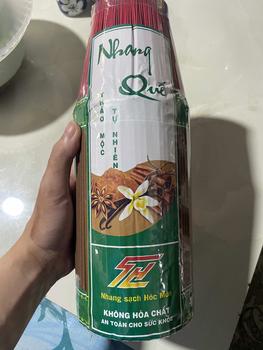 Nhang
Quế
THẢO MỘC
TỰ NHIÊN
Nhang sạch Hóc Môn
KHÔNG HÓA CHẤT
AN TOÀN CHO SỨC KHỎE